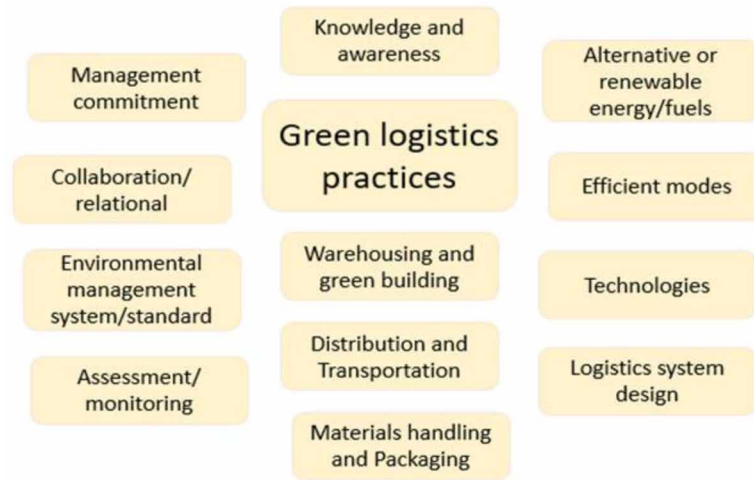 Knowledge and
awareness
Management
commitment
Alternative or
renewable
energy/fuels
Green logistics
practices
Collaboration/
relational
Efficient modes
Environmental
management
system/standard
Warehousing and
green building
Technologies
Assessment/
monitoring
Distribution and
Transportation
Logistics system
design
Materials handling
and Packaging